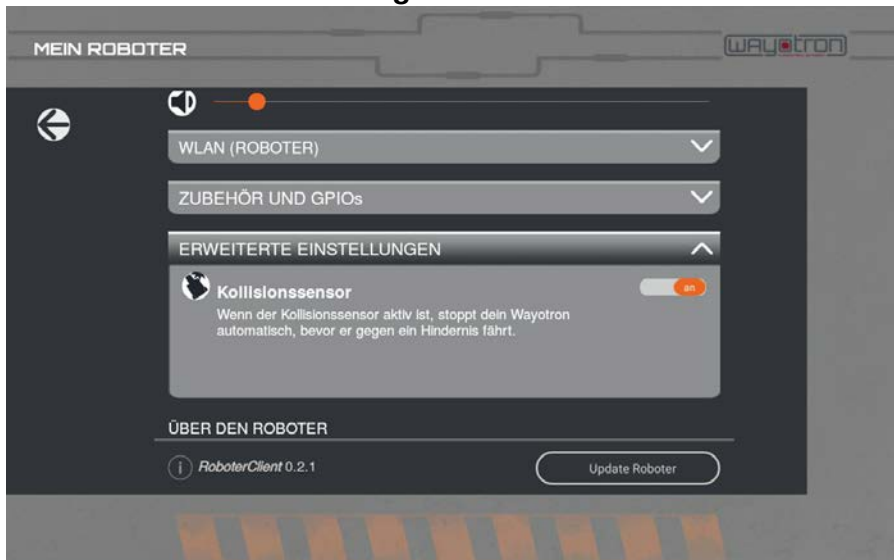 MEIN ROBOTER
wayotron
WLAN (ROBOTER)
ZUBEHÖR UND GPIOs
ERWEITERTE EINSTELLUNGEN
Kollisionssensor
an
Wenn der Kollisionssensor aktiv ist, stoppt dein Wayotron
automatisch, bevor er gegen ein Hindernis fährt.
ÜBER DEN ROBOTER
i RoboterClient 0.2.1
Update Roboter